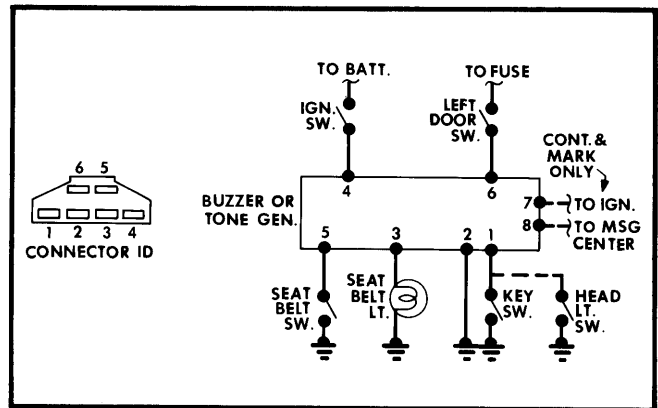 TO BATT.
TO FUSE
IGN.
SW.
LEFT
DOOR
SW.
CONT. &
MARK
ONLY
6 5
1 2 3 4
CONNECTOR ID
BUZZER OR
TONE GEN.
4
6
7
TO IGN.
8
TO MSG
CENTER
5
3
2
1
SEAT
BELT
SW.
SEAT
BELT
LT.
KEY
SW.
HEAD
LT.
SW.